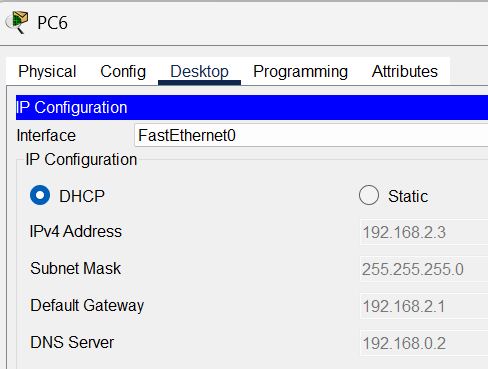 PC6
Physical Config Desktop Programming Attributes
IP Configuration
Interface FastEthernet0
IP Configuration
DHCP Static
IPv4 Address 192.168.2.3
Subnet Mask 255.255.255.0
Default Gateway 192.168.2.1
DNS Server 192.168.0.2